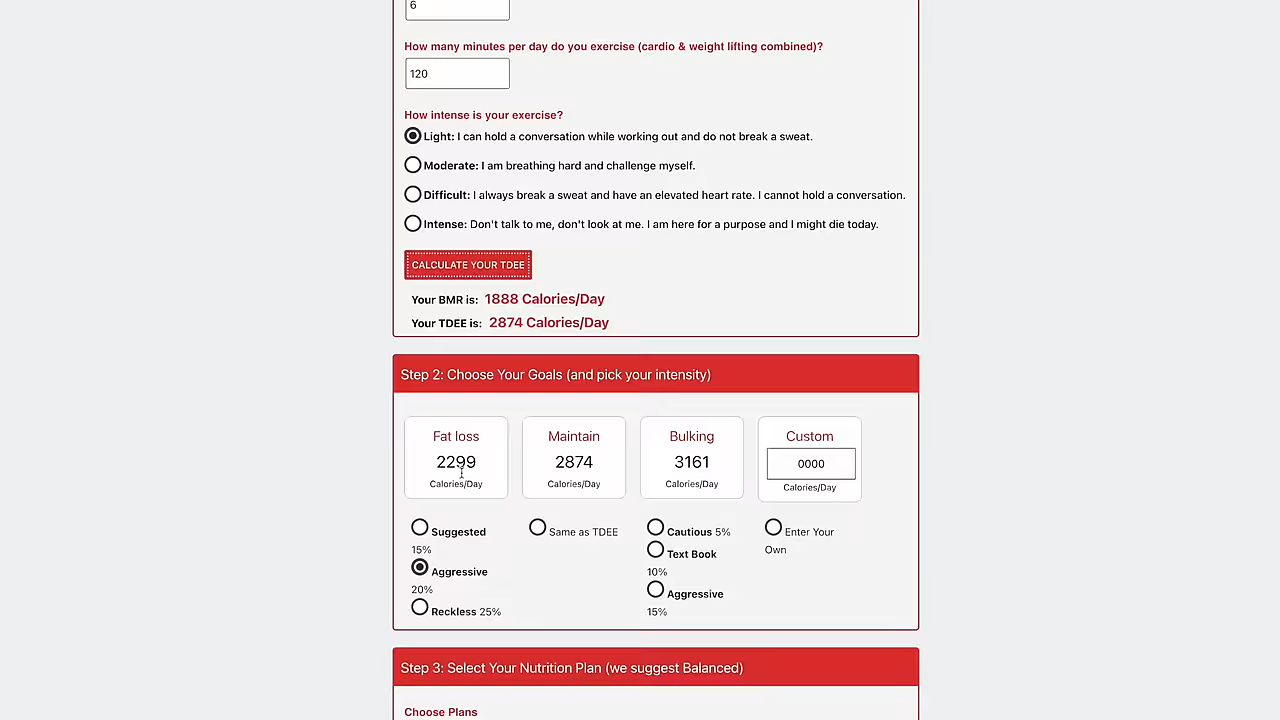 6
How many minutes per day do you exercise (cardio & weight lifting combined)?
120
How intense is your exercise?
Light: I can hold a conversation while working out and do not break a sweat.
Moderate: I am breathing hard and challenge myself.
Difficult: I always break a sweat and have an elevated heart rate. I cannot hold a conversation.
Intense: Don't talk to me, don't look at me. I am here for a purpose and I might die today.
CALCULATE YOUR TDEE
Your BMR is: 1888 Calories/Day
Your TDEE is: 2874 Calories/Day
Step 2: Choose Your Goals (and pick your intensity)
Fat loss
2299
Calories/Day
Suggested
15%
Aggressive
20%
Reckless 25%
Maintain
2874
Calories/Day
Same as TDEE
Bulking
3161
Calories/Day
Cautious 5%
Text Book
10%
Aggressive
15%
Custom
0000
Calories/Day
Enter Your
Own
Step 3: Select Your Nutrition Plan (we suggest Balanced)
Choose Plans